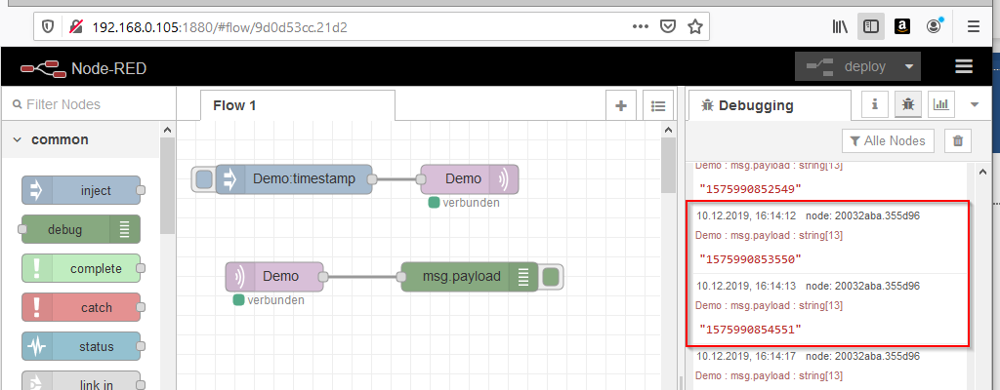 192.168.0.105:1880/#flow/9d0d53cc.21d2
Node-RED
deploy
Filter Nodes
Flow 1
Debugging
common
Alle Nodes
inject
debug
complete
catch
status
link in
Demo:timestamp
Demo
verbunden
Demo
msg.payload
verbunden
Demo : msg.payload : string[13]
"1575990852549"
10.12.2019, 16:14:12 node: 20032aba.355d96
Demo : msg.payload : string[13]
"1575990853550"
10.12.2019, 16:14:13 node: 20032aba.355d96
Demo : msg.payload : string[13]
"1575990854551"
10.12.2019, 16:14:17 node: 20032aba.355d96
Demo : msg.payload : string[13]